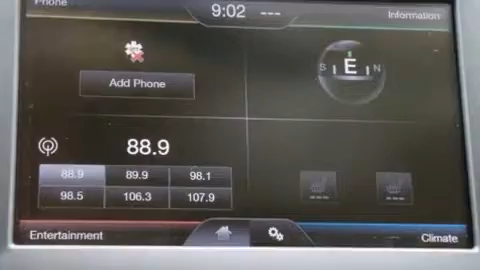 Phone
9:02 ---
Information
Add Phone
S E N
88.9
88.9 89.9 98.1
98.5 106.3 107.9
Entertainment
Climate